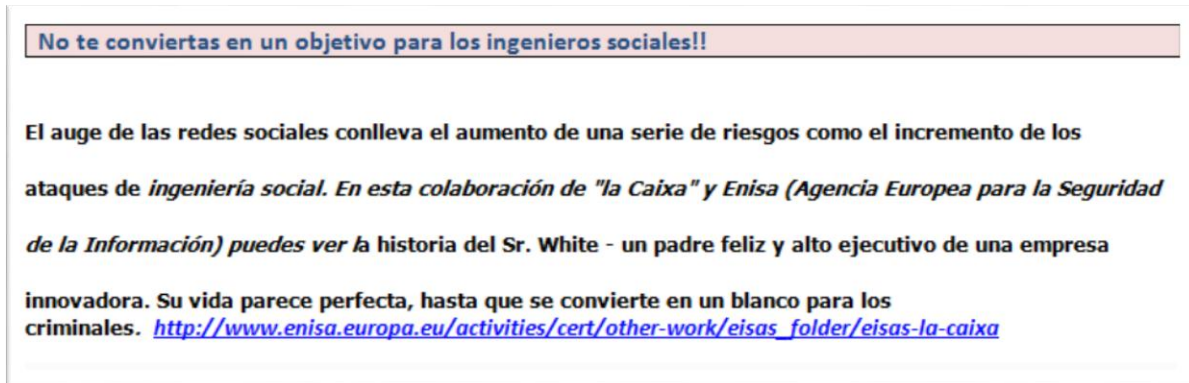 No te conviertas en un objetivo para los ingenieros sociales!!
El auge de las redes sociales conlleva el aumento de una serie de riesgos como el incremento de los
ataques de ingeniería social. En esta colaboración de "la Caixa" y Enisa (Agencia Europea para la Seguridad
de la Información) puedes ver la historia del Sr. White - un padre feliz y alto ejecutivo de una empresa
innovadora. Su vida parece perfecta, hasta que se convierte en un blanco para los
criminales. http://www.enisa.europa.eu/activities/cert/other-work/eisas_folder/eisas-la-caixa